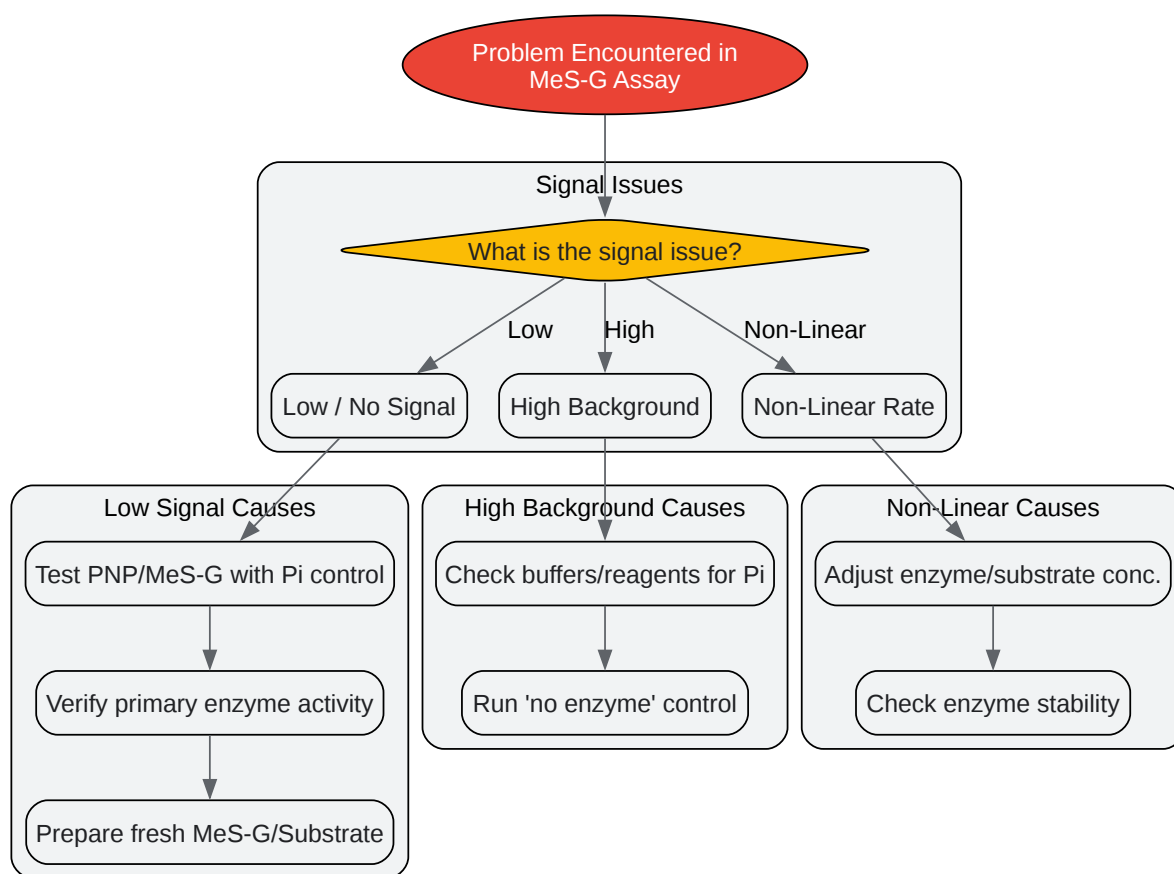 Problem Encountered in
MeS-G Assay
Signal Issues
What is the signal issue?
Low
High
Non-Linear
Low / No Signal
High Background
Non-Linear Rate
Low Signal Causes
High Background Causes
Non-Linear Causes
Test PNP/MeS-G with Pi control
Check buffers/reagents for Pi
Adjust enzyme/substrate conc.
Verify primary enzyme activity
Run 'no enzyme' control
Check enzyme stability
Prepare fresh MeS-G/Substrate